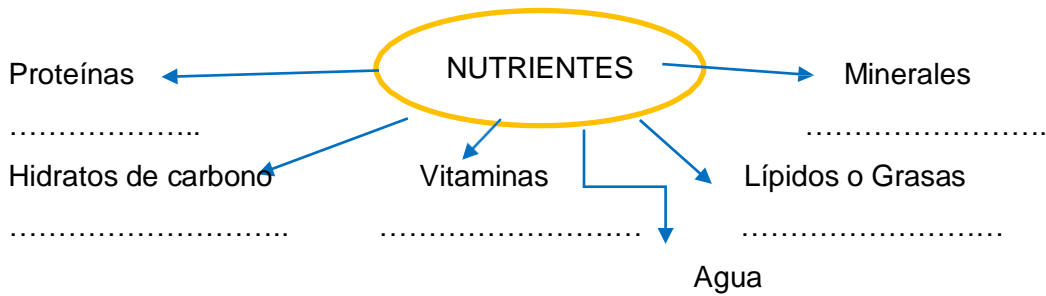 NUTRIENTES
Proteínas
Minerales
………………..
…………………….
Hidratos de carbono
Vitaminas
Lípidos o Grasas
………………………..
………………………
………………………
Agua